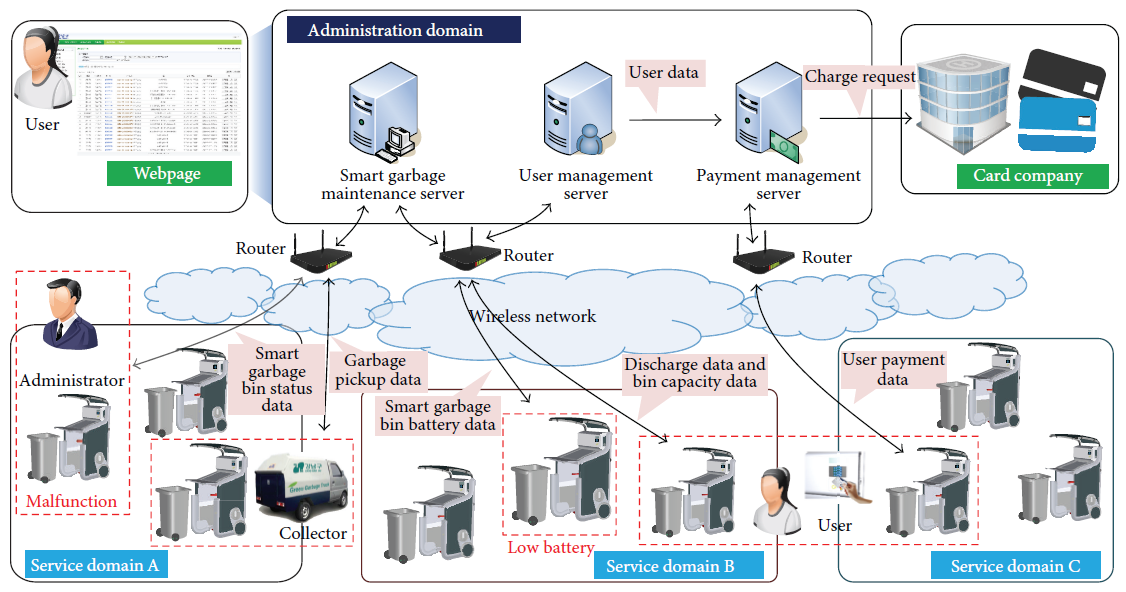 Administration domain
User
Webpage
Smart garbage
maintenance server
User management
server
User data
Payment management
server
Charge request
Card company
Router
Router
Router
Wireless network
Administrator
Malfunction
Smart
garbage
bin status
data
Garbage
pickup data
Smart garbage
bin battery data
Discharge data and
bin capacity data
User payment
data
Collector
Low battery
User
Service domain A
Service domain B
Service domain C